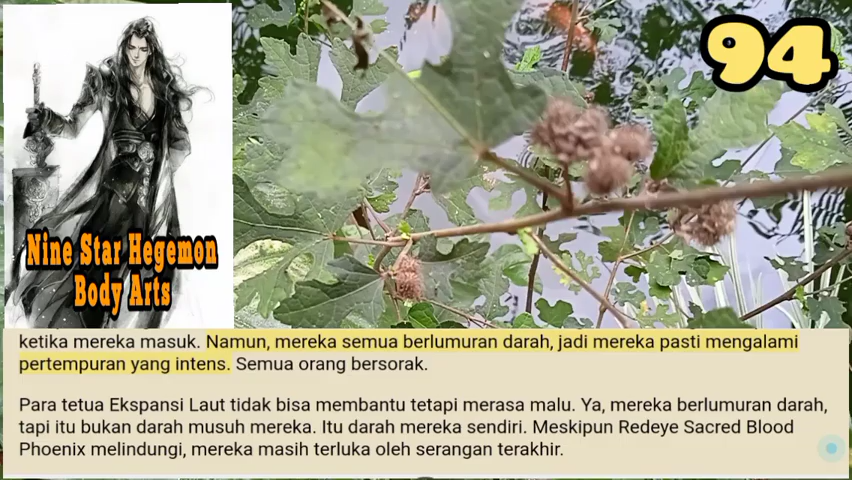 94
Nine Star Hegemon
Body Arts
ketika mereka masuk. Namun, mereka semua berlumuran darah, jadi mereka pasti mengalami
pertempuran yang intens. Semua orang bersorak.
Para tetua Ekspansi Laut tidak bisa membantu tetapi merasa malu. Ya, mereka berlumuran darah,
tapi itu bukan darah musuh mereka. Itu darah mereka sendiri. Meskipun Redeye Sacred Blood
Phoenix melindungi, mereka masih terluka oleh serangan terakhir.